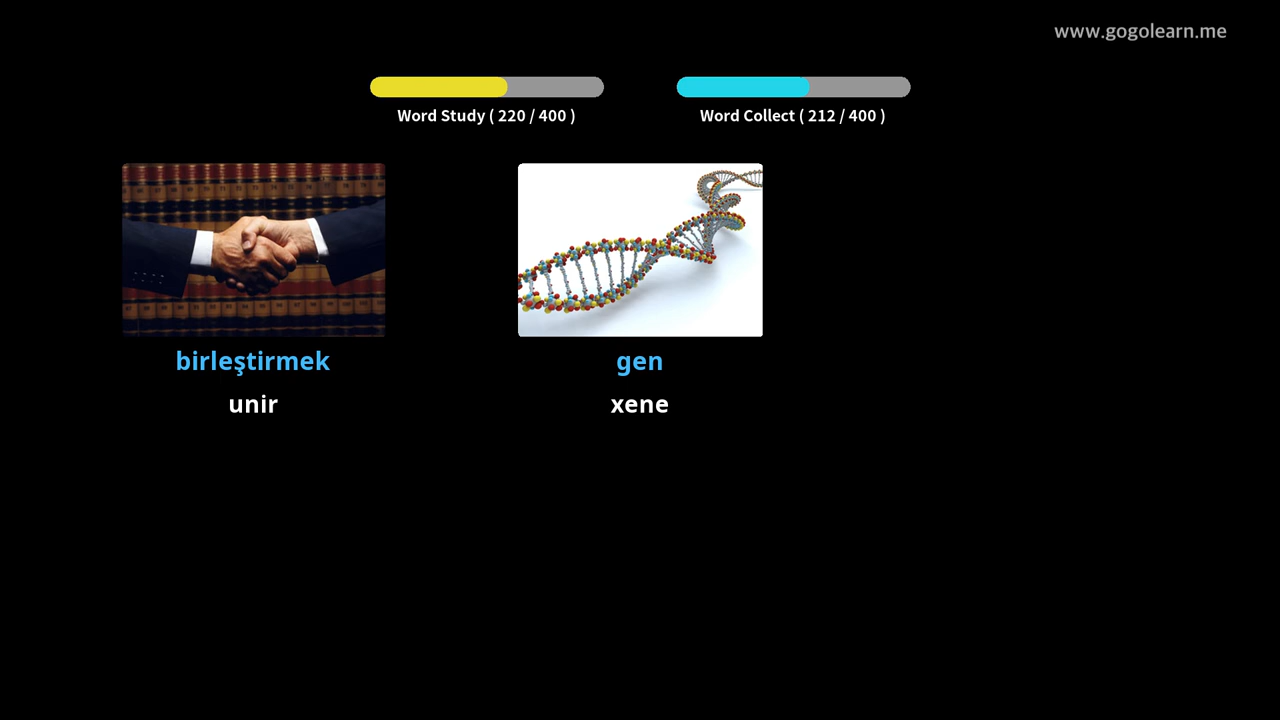 www.gogolearn.me
Word Study ( 220 / 400 )
Word Collect ( 212 / 400 )
birleştirmek
unir
gen
xene